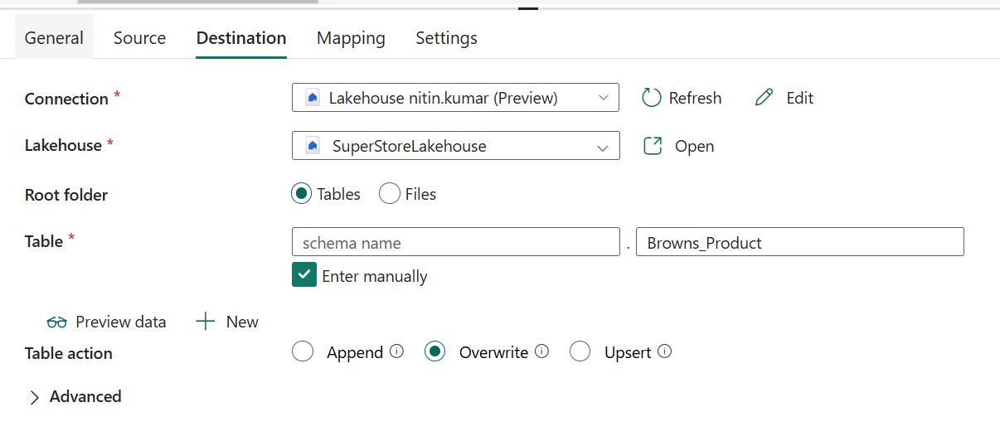 General Source Destination Mapping Settings
Connection * Lakehouse nitin.kumar (Preview) Refresh Edit
Lakehouse * SuperStoreLakehouse Open
Root folder Tables Files
Table * schema name . Browns_Product
Enter manually
Preview data New
Table action Append Overwrite Upsert
Advanced